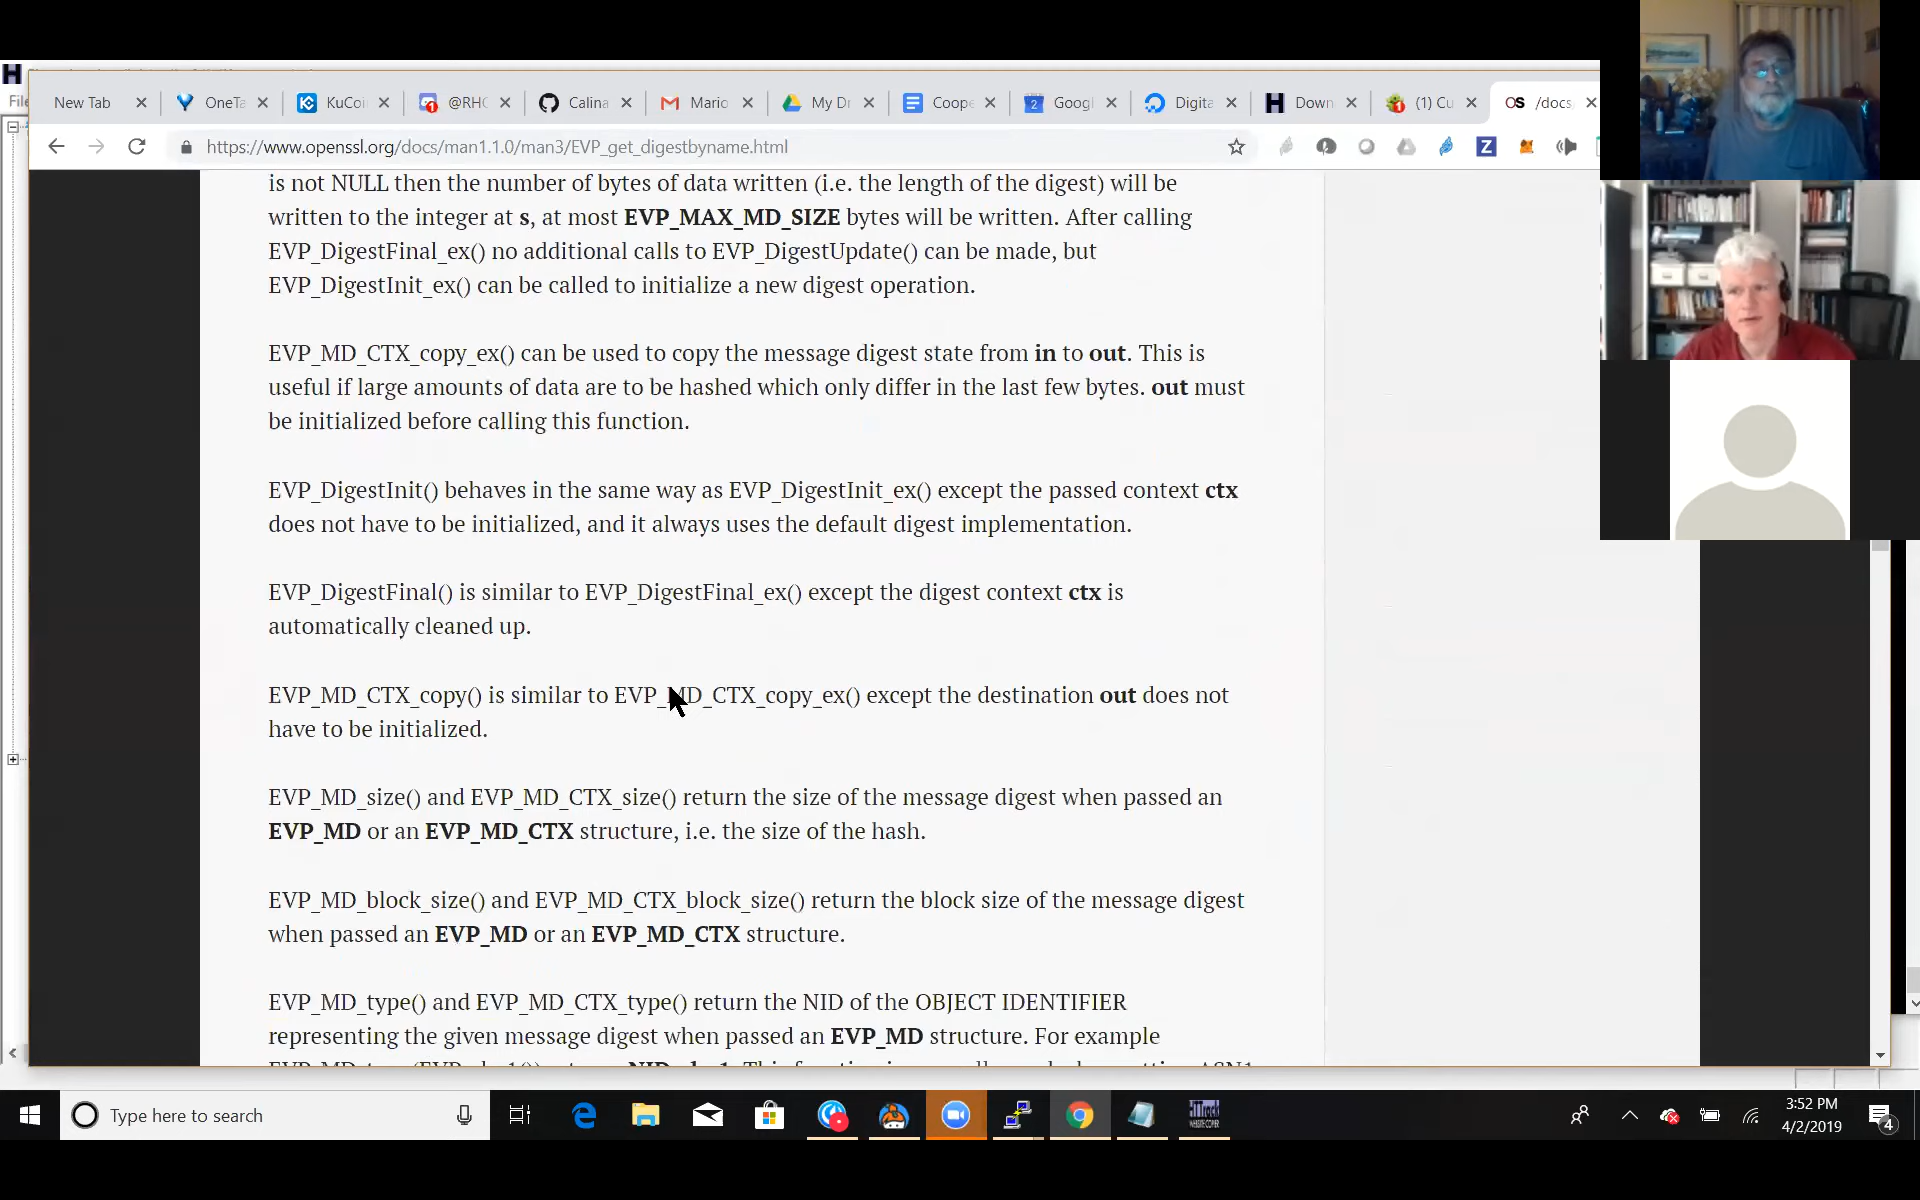 File
New Tab
OneTa
KuCoi
@RHC
Calina
Mario
My Dr
Coope
Googl
Digita
H Down
(1) Cu
OS /docs
https://www.openssl.org/docs/man1.1.0/man3/EVP_get_digestbyname.html
is not NULL then the number of bytes of data written (i.e. the length of the digest) will be
written to the integer at s, at most EVP_MAX_MD_SIZE bytes will be written. After calling
EVP_DigestFinal_ex() no additional calls to EVP_DigestUpdate() can be made, but
EVP_DigestInit_ex() can be called to initialize a new digest operation.
EVP_MD_CTX_copy_ex() can be used to copy the message digest state from in to out. This is
useful if large amounts of data are to be hashed which only differ in the last few bytes. out must
be initialized before calling this function.
EVP_DigestInit() behaves in the same way as EVP_DigestInit_ex() except the passed context ctx
does not have to be initialized, and it always uses the default digest implementation.
EVP_DigestFinal() is similar to EVP_DigestFinal_ex() except the digest context ctx is
automatically cleaned up.
EVP_MD_CTX_copy() is similar to EVP_MD_CTX_copy_ex() except the destination out does not
have to be initialized.
EVP_MD_size() and EVP_MD_CTX_size() return the size of the message digest when passed an
EVP_MD or an EVP_MD_CTX structure, i.e. the size of the hash.
EVP_MD_block_size() and EVP_MD_CTX_block_size() return the block size of the message digest
when passed an EVP_MD or an EVP_MD_CTX structure.
EVP_MD_type() and EVP_MD_CTX_type() return the NID of the OBJECT IDENTIFIER
representing the given message digest when passed an EVP_MD structure. For example
Type here to search
3:52 PM
4/2/2019
4